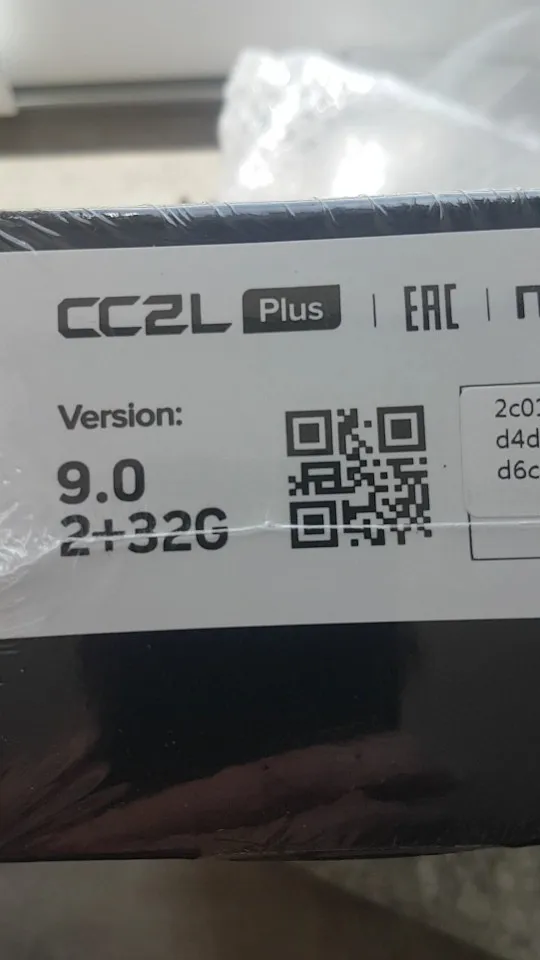 CC2L Plus | EAC |
Version:
9.0
2+32G
2c0
d4d
d6c